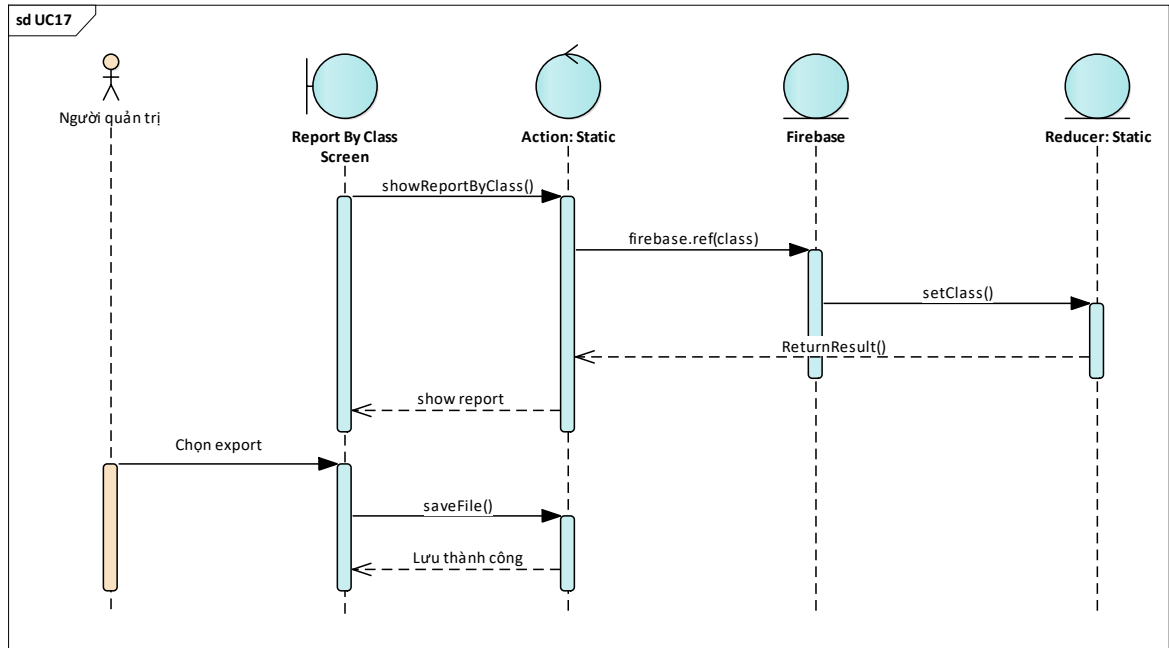 sd UC17
Người quản trị
Report By Class
Screen
Action: Static
Firebase
Reducer: Static
showReportByClass()
firebase.ref(class)
setClass()
ReturnResult()
show report
Chọn export
saveFile()
Lưu thành công